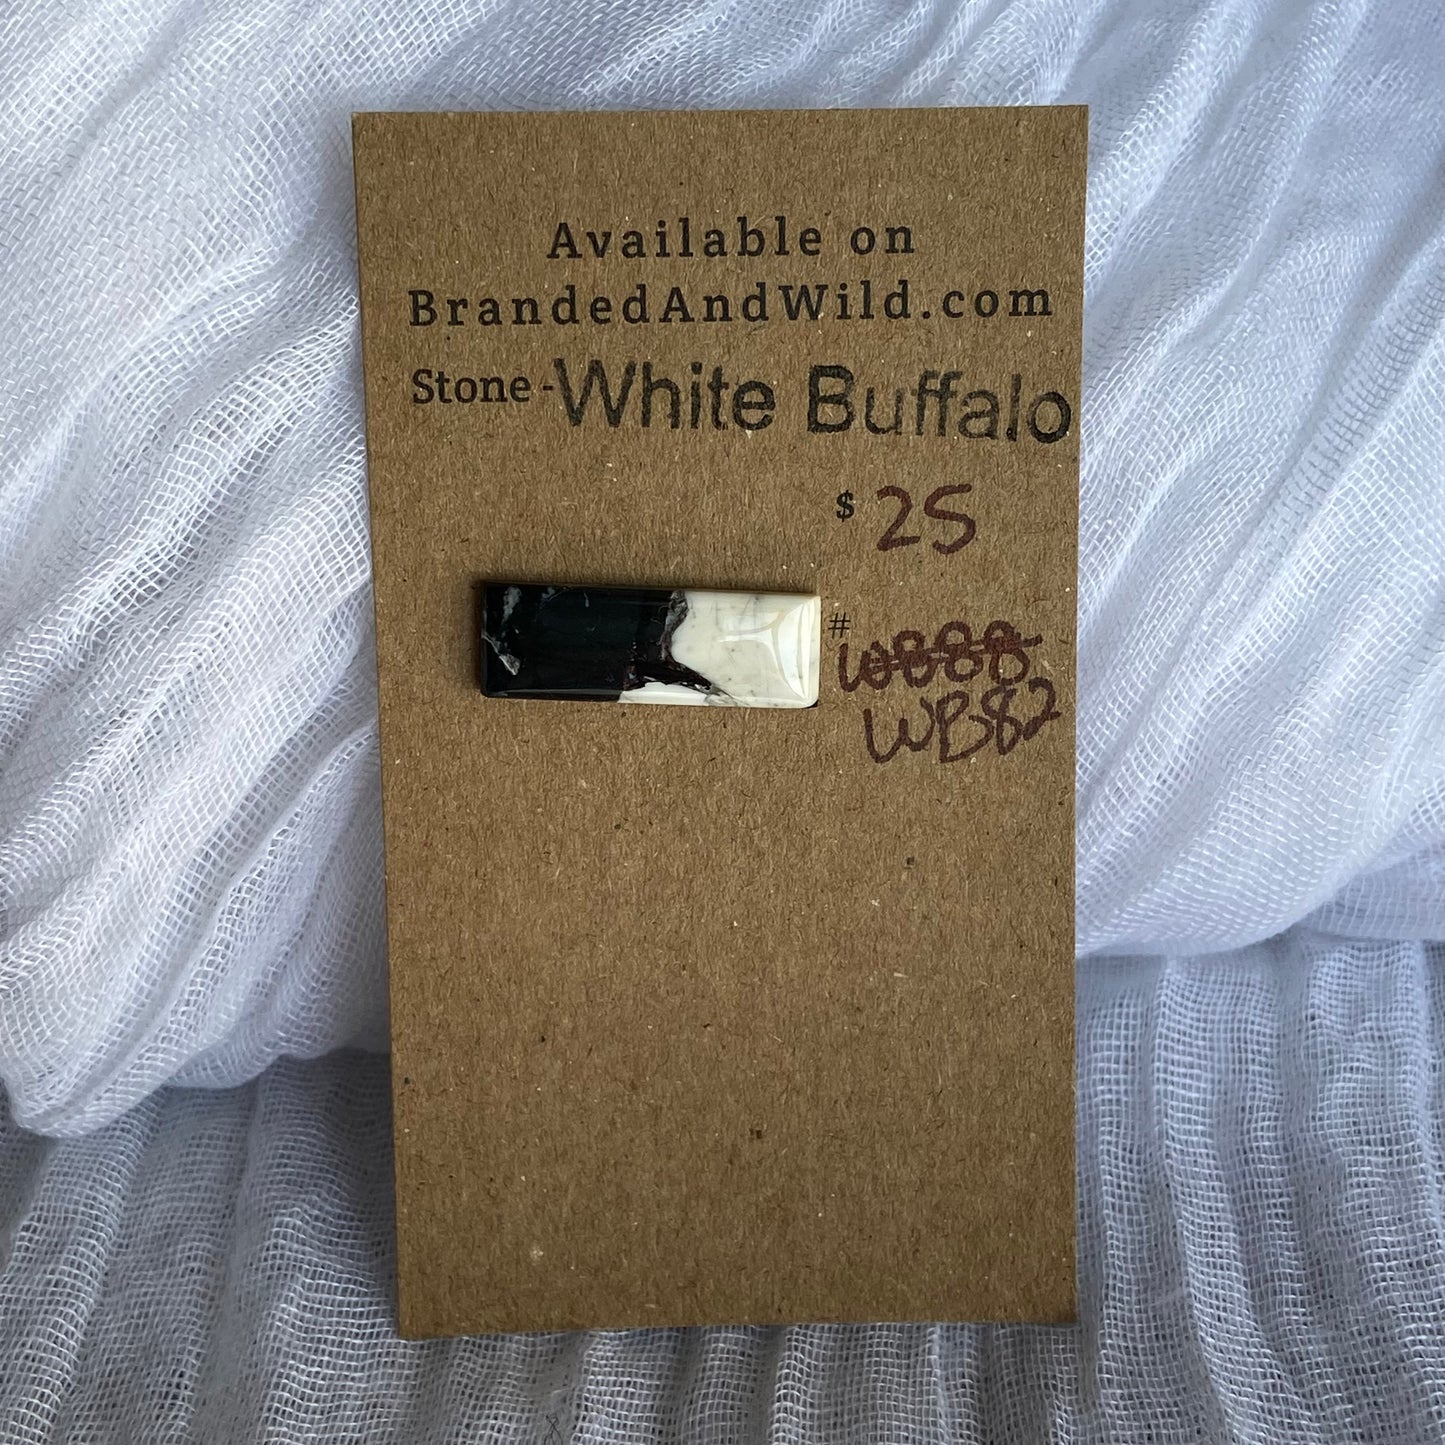 Available on
BrandedAndWild.com
Stone - White Buffalo
$ 25
#
WB82